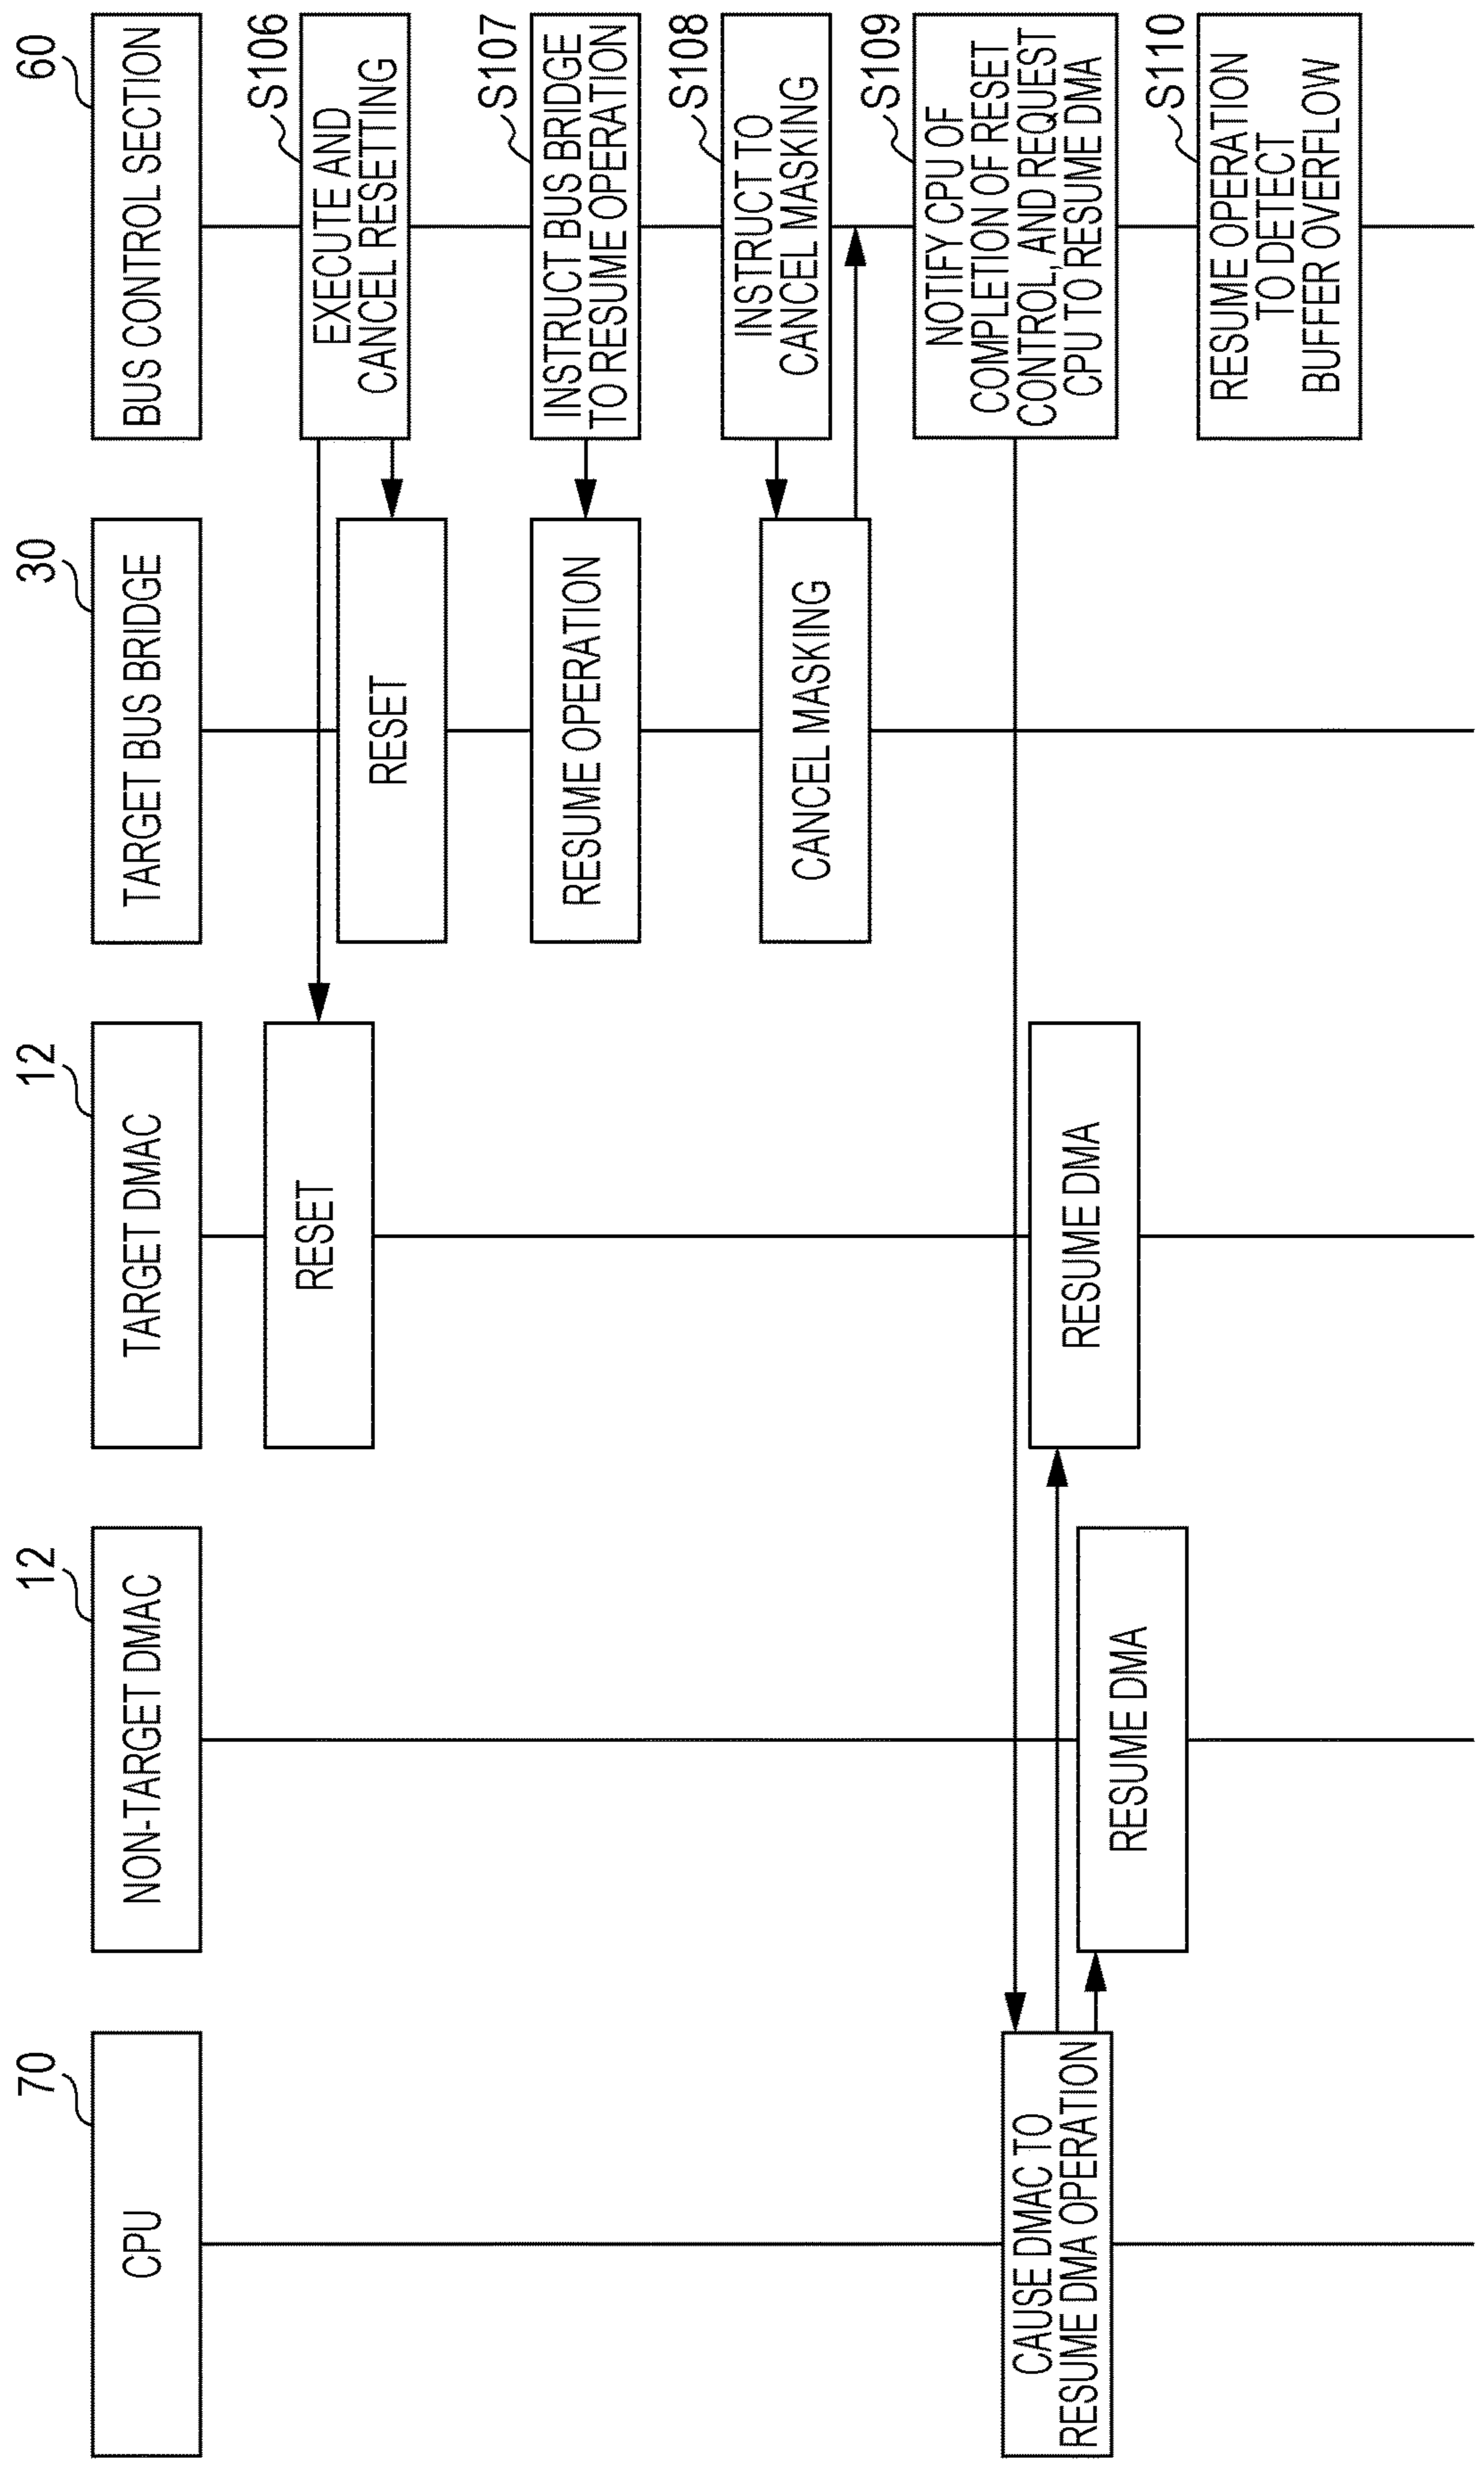 70
CPU
12
NON-TARGET DMAC
12
TARGET DMAC
30
TARGET BUS BRIDGE
60
BUS CONTROL SECTION
RESET
RESET
S106
EXECUTE AND
CANCEL RESETTING
RESUME OPERATION
S107
INSTRUCT BUS BRIDGE
TO RESUME OPERATION
CANCEL MASKING
S108
INSTRUCT TO
CANCEL MASKING
S109
NOTIFY CPU OF
COMPLETION OF RESET
CONTROL, AND REQUEST
CPU TO RESUME DMA
CAUSE DMAC TO
RESUME DMA OPERATION
RESUME DMA
RESUME DMA
S110
RESUME OPERATION
TO DETECT
BUFFER OVERFLOW